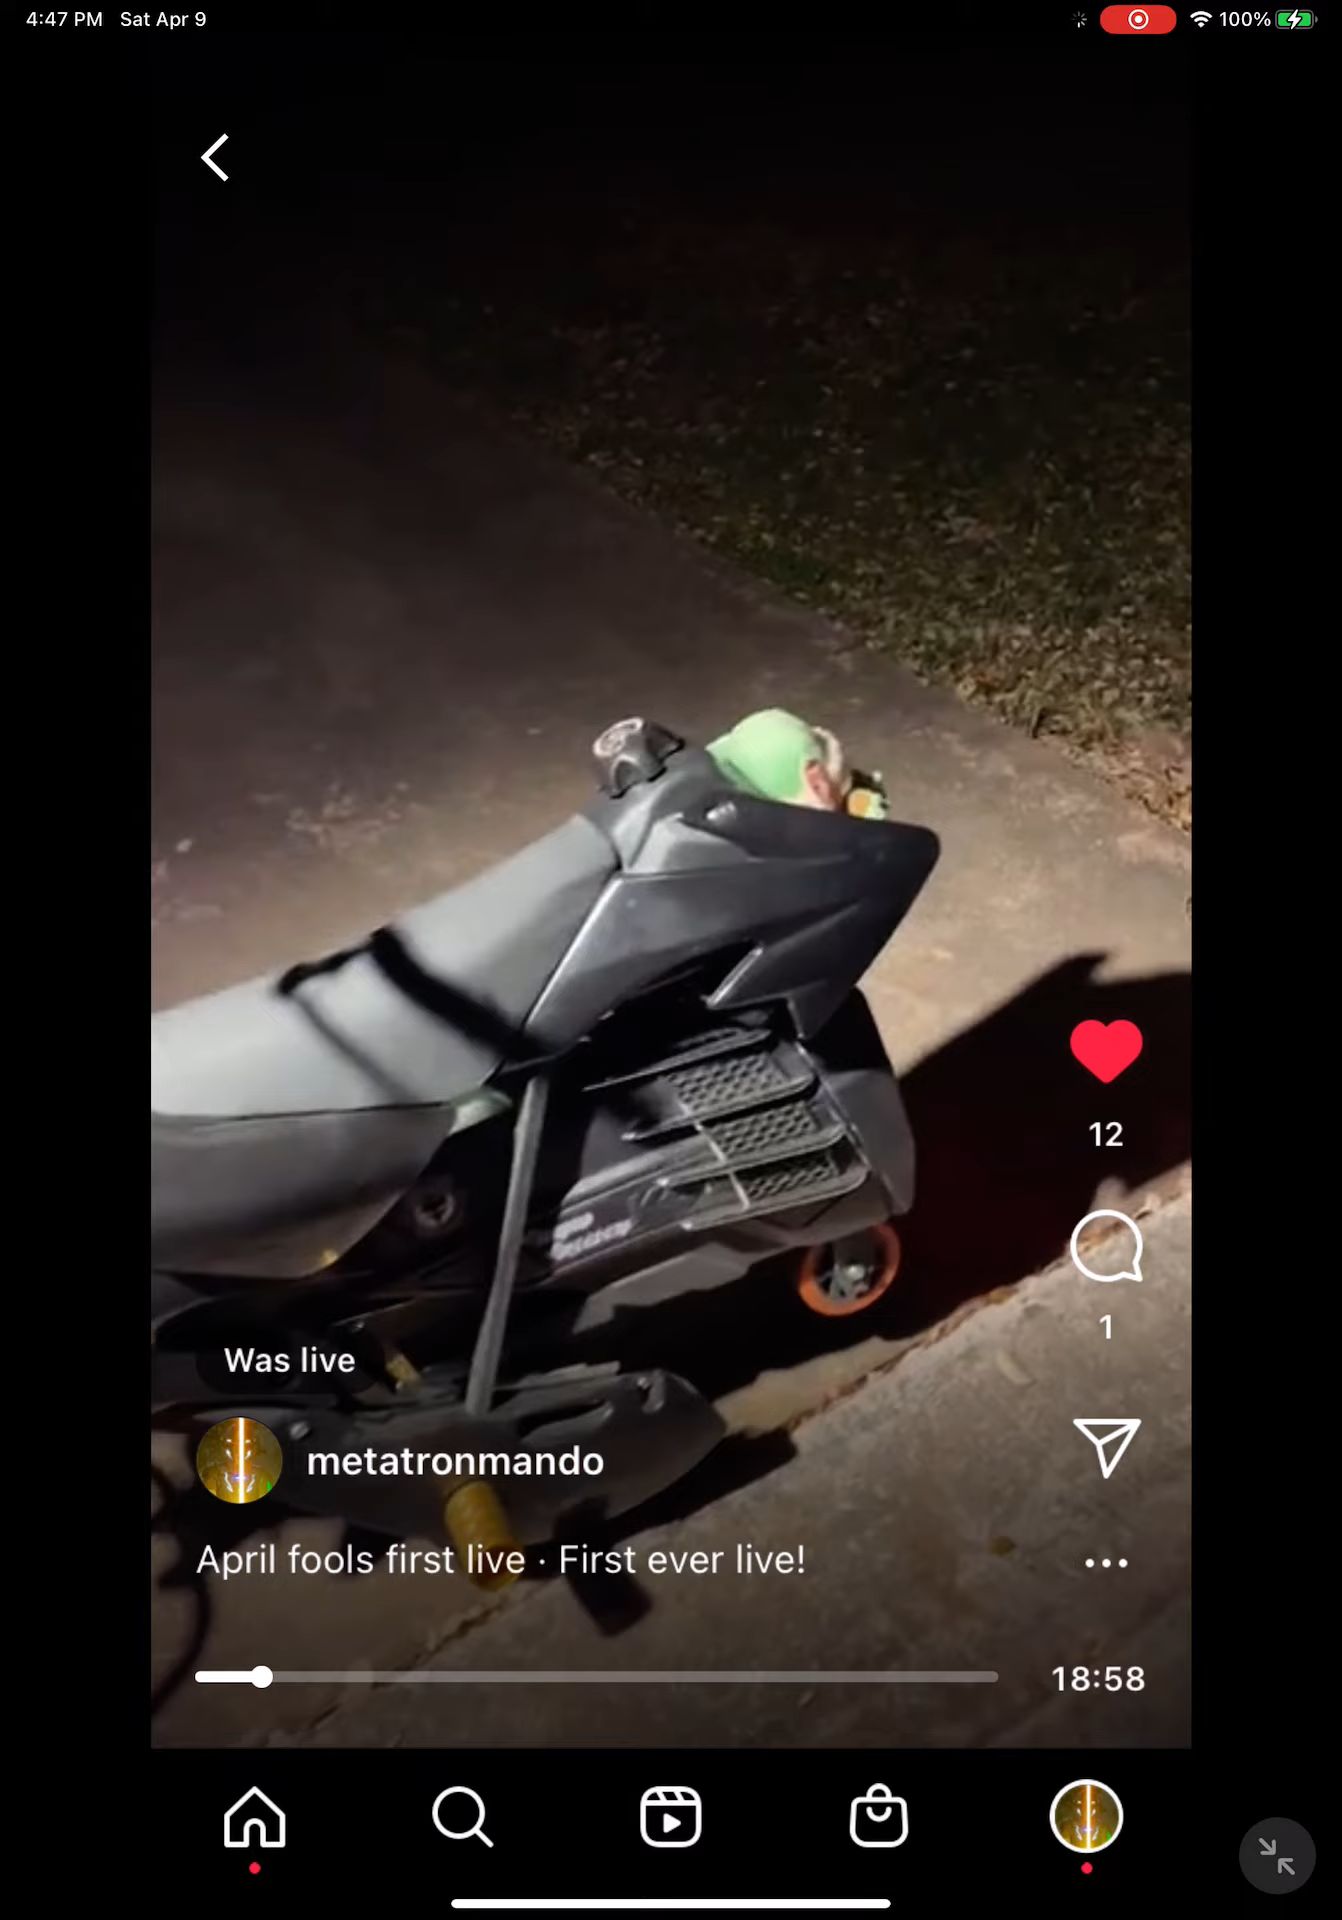 4:47 PM Sat Apr 9
100%
12
1
Was live
metatronmando
April fools first live · First ever live!
18:58